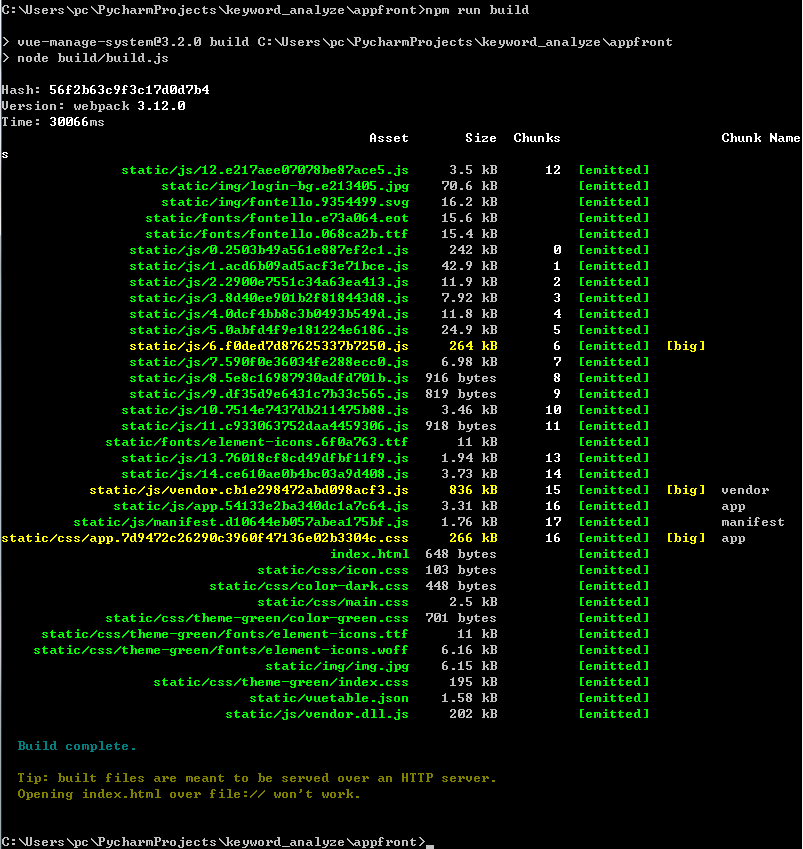 C:\Users\pc\PycharmProjects\keyword_analyze\appfront>npm run build
> vue-manage-system@3.2.0 build C:\Users\pc\PycharmProjects\keyword_analyze\appfront
> node build/build.js
Hash: 56f2b63c9f3c17d0d7b4
Version: webpack 3.12.0
Time: 30066ms
Asset Size Chunks Chunk Name
s
static/js/12.e217aee07078be87ace5.js 3.5 kB 12 [emitted]
static/img/login-bg.e213405.jpg 70.6 kB [emitted]
static/img/fontello.9354499.svg 16.2 kB [emitted]
static/fonts/fontello.e73a064.eot 15.6 kB [emitted]
static/fonts/fontello.068ca2b.ttf 15.4 kB [emitted]
static/js/0.2503b49a561e887ef2c1.js 242 kB 0 [emitted]
static/js/1.acd6b09ad5acf3e71bce.js 42.9 kB 1 [emitted]
static/js/2.2900e7551c34a63ea413.js 11.9 kB 2 [emitted]
static/js/3.8d40ee901b2f818443d8.js 7.92 kB 3 [emitted]
static/js/4.0dcf4bb8c3b0493b549d.js 11.8 kB 4 [emitted]
static/js/5.0abfd4f9e181224e6186.js 24.9 kB 5 [emitted]
static/js/6.f0ded7d87625337b7250.js 264 kB 6 [emitted] [big]
static/js/7.590f0e36034fe288ecc0.js 6.98 kB 7 [emitted]
static/js/8.5e8c16987930adfd701b.js 916 bytes 8 [emitted]
static/js/9.df35d9e6431c7b33c565.js 819 bytes 9 [emitted]
static/js/10.7514e7437db211475b88.js 3.46 kB 10 [emitted]
static/js/11.c933063752daa4459306.js 918 bytes 11 [emitted]
static/fonts/element-icons.6f0a763.ttf 11 kB [emitted]
static/js/13.76018cf8cd49dfbf11f9.js 1.94 kB 13 [emitted]
static/js/14.ce610ae0b4bc03a9d408.js 3.73 kB 14 [emitted]
static/js/vendor.cb1e298472abd098acf3.js 836 kB 15 [emitted] [big] vendor
static/js/app.54133e2ba340dc1a7c64.js 3.31 kB 16 [emitted] app
static/js/manifest.d10644eb057abea175bf.js 1.76 kB 17 [emitted] manifest
static/css/app.7d9472c26290c3960f47136e02b3304c.css 266 kB 16 [emitted] [big] app
index.html 648 bytes [emitted]
static/css/icon.css 103 bytes [emitted]
static/css/color-dark.css 448 bytes [emitted]
static/css/main.css 2.5 kB [emitted]
static/css/theme-green/color-green.css 701 bytes [emitted]
static/css/theme-green/fonts/element-icons.ttf 11 kB [emitted]
static/css/theme-green/fonts/element-icons.woff 6.16 kB [emitted]
static/img/img.jpg 6.15 kB [emitted]
static/css/theme-green/index.css 195 kB [emitted]
static/vuetable.json 1.58 kB [emitted]
static/js/vendor.dll.js 202 kB [emitted]
Build complete.
Tip: built files are meant to be served over an HTTP server.
Opening index.html over file:// won't work.
C:\Users\pc\PycharmProjects\keyword_analyze\appfront>